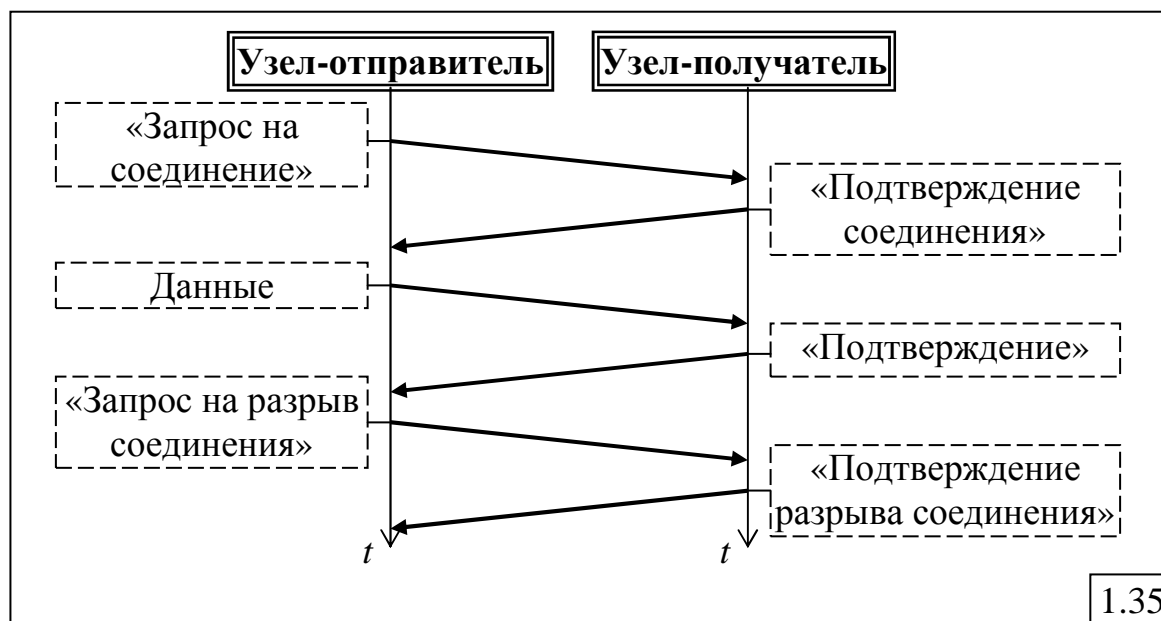 Узел-отправитель
Узел-получатель
«Запрос на
соединение»
«Подтверждение
соединения»
Данные
«Подтверждение»
«Запрос на разрыв
соединения»
«Подтверждение
разрыва соединения»
t
t
1.35